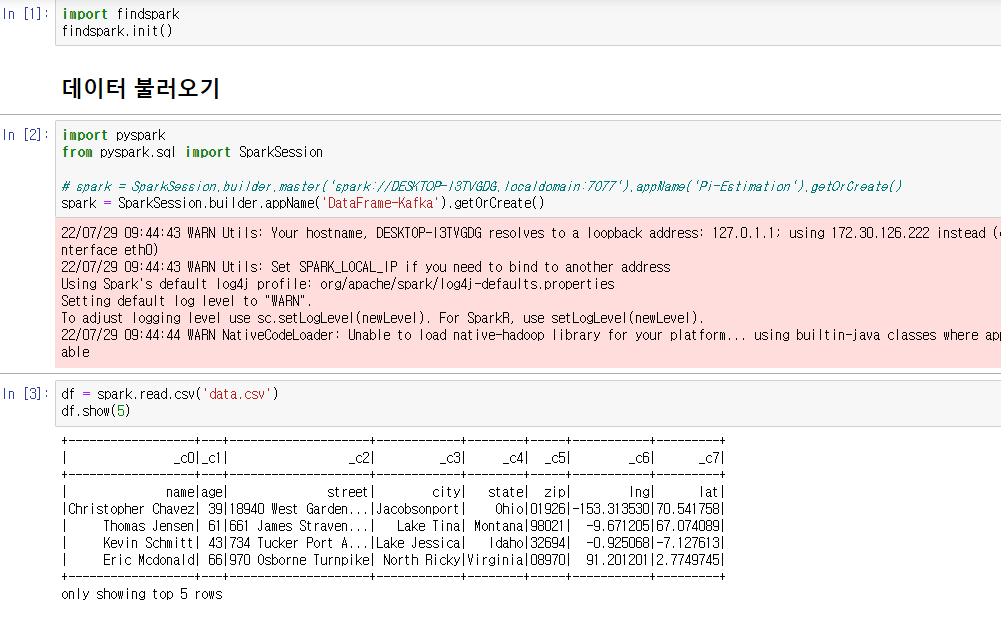 In [1]: import findspark
findspark.init()
데이터 불러오기
In [2]: import pyspark
from pyspark.sql import SparkSession
# spark = SparkSession.builder.master('spark://DESKTOP-I3TVGDG.localdomain:7077').appName('Pi-Estimation').getOrCreate()
spark = SparkSession.builder.appName('DataFrame-Kafka').getOrCreate()
22/07/29 09:44:43 WARN Utils: Your hostname, DESKTOP-I3TVGDG resolves to a loopback address: 127.0.1.1; using 172.30.126.222 instead (
nterface eth0)
22/07/29 09:44:43 WARN Utils: Set SPARK_LOCAL_IP if you need to bind to another address
Using Spark's default log4j profile: org/apache/spark/log4j-defaults.properties
Setting default log level to "WARN".
To adjust logging level use sc.setLogLevel(newLevel). For SparkR, use setLogLevel(newLevel).
22/07/29 09:44:44 WARN NativeCodeLoader: Unable to load native-hadoop library for your platform... using builtin-java classes where app
able
In [3]: df = spark.read.csv('data.csv')
df.show(5)
+------------------+---+--------------------+------------+--------+-----+-----------+---------+
|               _c0|_c1|                 _c2|         _c3|     _c4|  _c5|        _c6|      _c7|
+------------------+---+--------------------+------------+--------+-----+-----------+---------+
|              name|age|              street|        city|   state|  zip|        lng|      lat|
|Christopher Chavez| 39|18940 West Garden...|Jacobsonport|    Ohio|01926|-153.313530|70.541758|
|     Thomas Jensen| 61|661 James Straven...|   Lake Tina| Montana|98021|  -9.671205|67.074089|
|     Kevin Schmitt| 43|734 Tucker Port A...|Lake Jessica|   Idaho|32694|  -0.925068|-7.127613|
|     Eric Mcdonald| 66|970 Osborne Turnpike| North Ricky|Virginia|08970|  91.201201|2.7749745|
+------------------+---+--------------------+------------+--------+-----+-----------+---------+
only showing top 5 rows